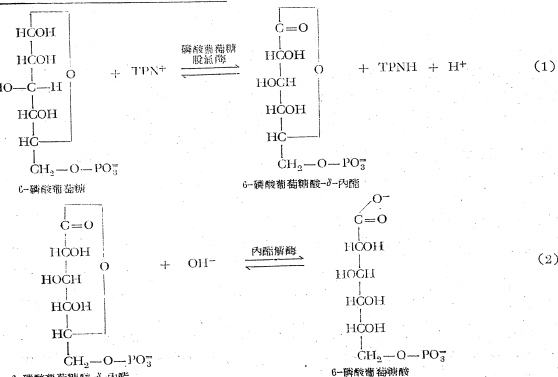 HCOH C=O
HCOH HCOH
HO—C—H O + TPN+ 磷酸葡萄糖脱氢酶 HOCH O + TPNH + H+ (1)
HCOH HCOH
HC HC
CH2—O—PO3= CH2—O—PO3=
6-磷酸葡萄糖 6-磷酸葡萄糖酸-δ-内酯
C=O O-
HCOH C=O
HOCH O + OH- 内酯解酶 HCOH (2)
HCOH HOCH
HC HCOH
HCOH
CH2—O—PO3= CH2—O—PO3=
6-磷酸葡萄糖酸